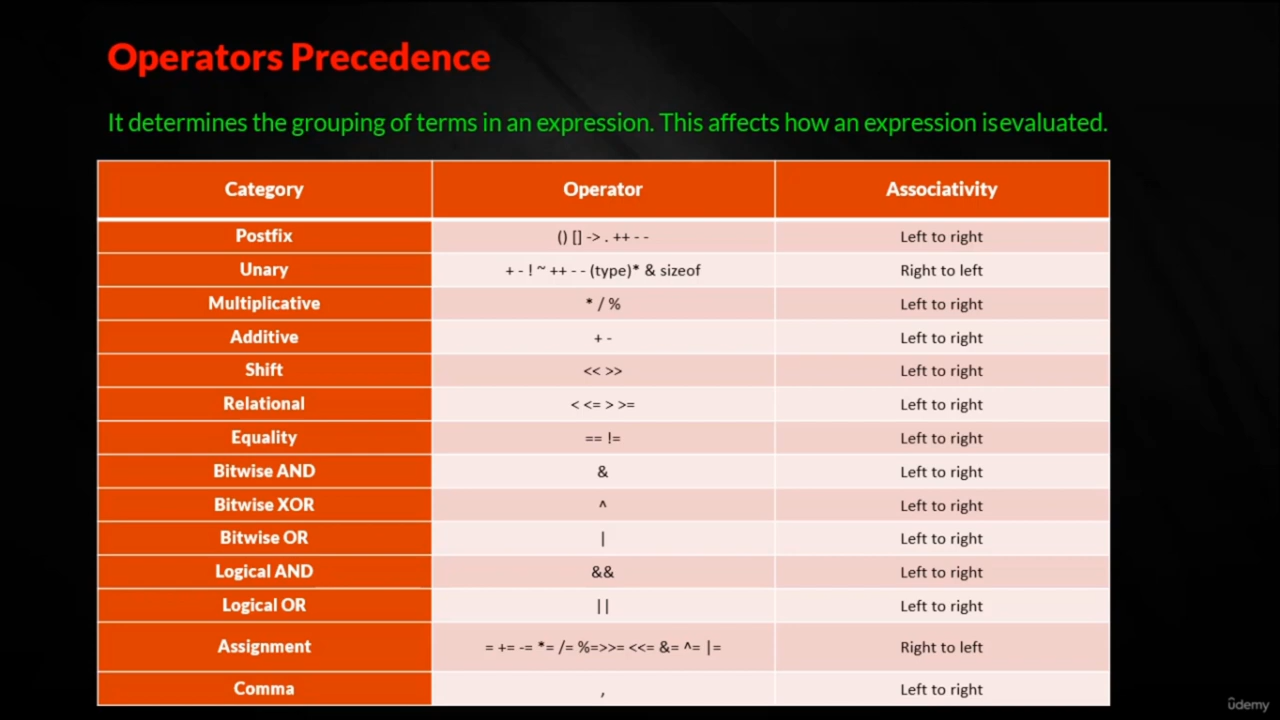 Operators Precedence
It determines the grouping of terms in an expression. This affects how an expression isevaluated.
Category Operator Associativity
Postfix () [] -> . ++ - - Left to right
Unary + - ! ~ ++ - - (type)* & sizeof Right to left
Multiplicative * / % Left to right
Additive + - Left to right
Shift << >> Left to right
Relational < <= > >= Left to right
Equality == != Left to right
Bitwise AND & Left to right
Bitwise XOR ^ Left to right
Bitwise OR | Left to right
Logical AND && Left to right
Logical OR || Left to right
Assignment = += -= *= /= %=>>= <<= &= ^= |= Right to left
Comma , Left to right
ûdemy